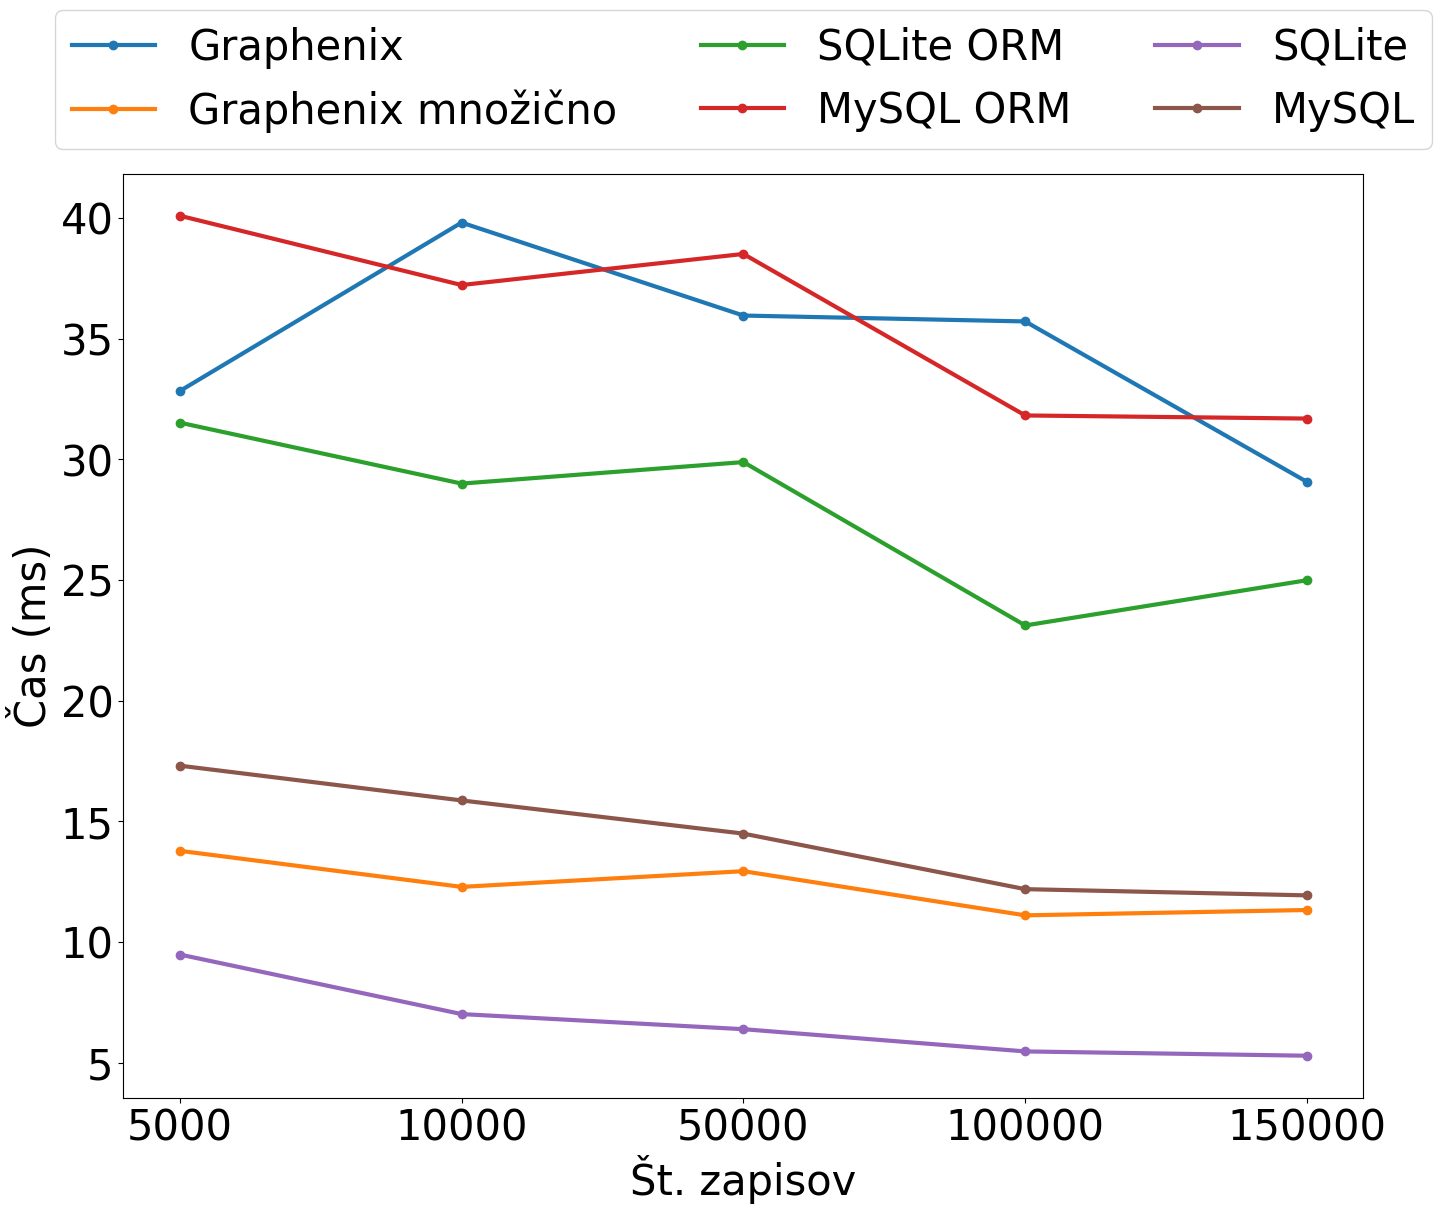 Graphenix
SQLite ORM
SQLite
Graphenix množično
MySQL ORM
MySQL
40
35
30
25
20
15
10
5
Čas (ms)
5000 10000 50000 100000 150000
Št. zapisov